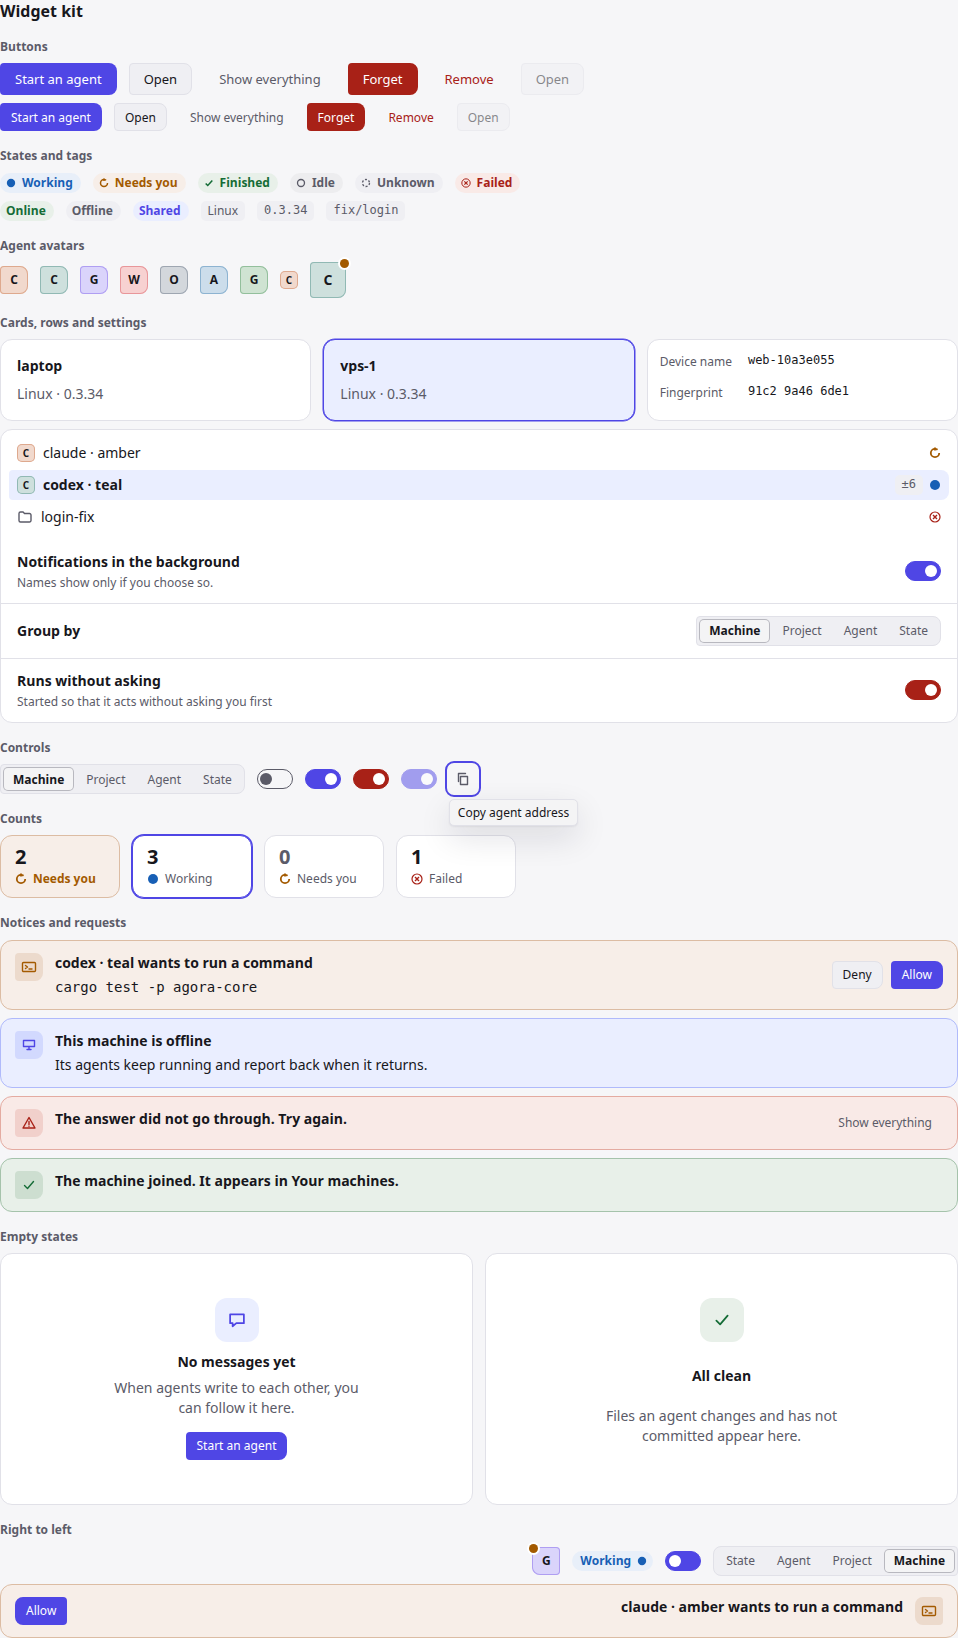 Widget kit
Buttons
Start an agent Open Show everything Forget Remove Open
Start an agent Open Show everything Forget Remove Open
States and tags
Working Needs you Finished Idle Unknown Failed
Online Offline Shared Linux 0.3.34 fix/login
Agent avatars
C C G W O A G C C
Cards, rows and settings
laptop
Linux · 0.3.34
vps-1
Linux · 0.3.34
Device name web-10a3e055
Fingerprint 91c2 9a46 6de1
C claude · amber
C codex · teal ±6
login-fix
Notifications in the background
Names show only if you choose so.
Group by Machine Project Agent State
Runs without asking
Started so that it acts without asking you first
Controls
Machine Project Agent State
Copy agent address
Counts
2
Needs you
3
Working
0
Needs you
1
Failed
Notices and requests
codex · teal wants to run a command
cargo test -p agora-core
Deny Allow
This machine is offline
Its agents keep running and report back when it returns.
The answer did not go through. Try again. Show everything
The machine joined. It appears in Your machines.
Empty states
No messages yet
When agents write to each other, you
can follow it here.
Start an agent
All clean
Files an agent changes and has not
committed appear here.
Right to left
G Working State Agent Project Machine
Allow claude · amber wants to run a command